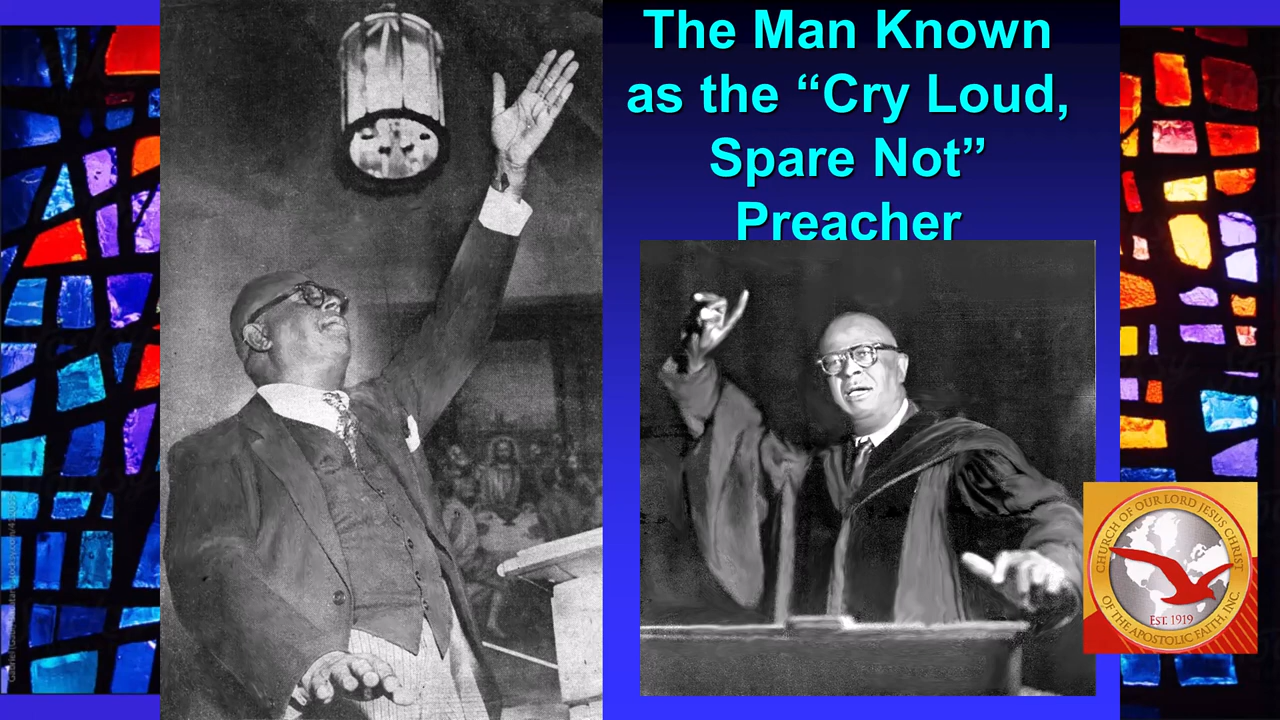 The Man Known
as the “Cry Loud,
Spare Not”
Preacher
CHURCH OF OUR LORD JESUS CHRIST
OF THE APOSTOLIC FAITH, INC.
EST. 1919